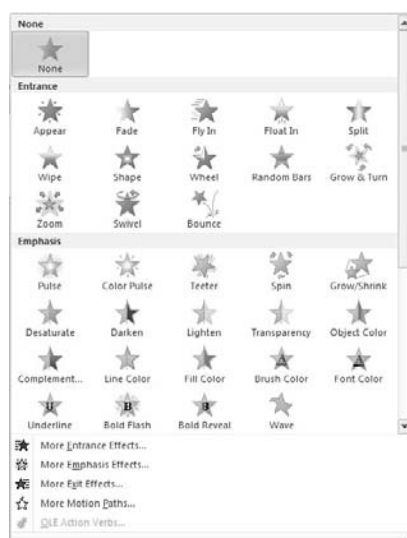 None
None
Entrance
Appear Fade Fly In Float In Split
Wipe Shape Wheel Random Bars Grow & Turn
Zoom Swivel Bounce
Emphasis
Pulse Color Pulse Teeter Spin Grow/Shrink
Desaturate Darken Lighten Transparency Object Color
Complement... Line Color Fill Color Brush Color Font Color
Underline Bold Flash Bold Reveal Wave
More Entrance Effects...
More Emphasis Effects...
More Exit Effects...
More Motion Paths...
OLE Action Verbs...